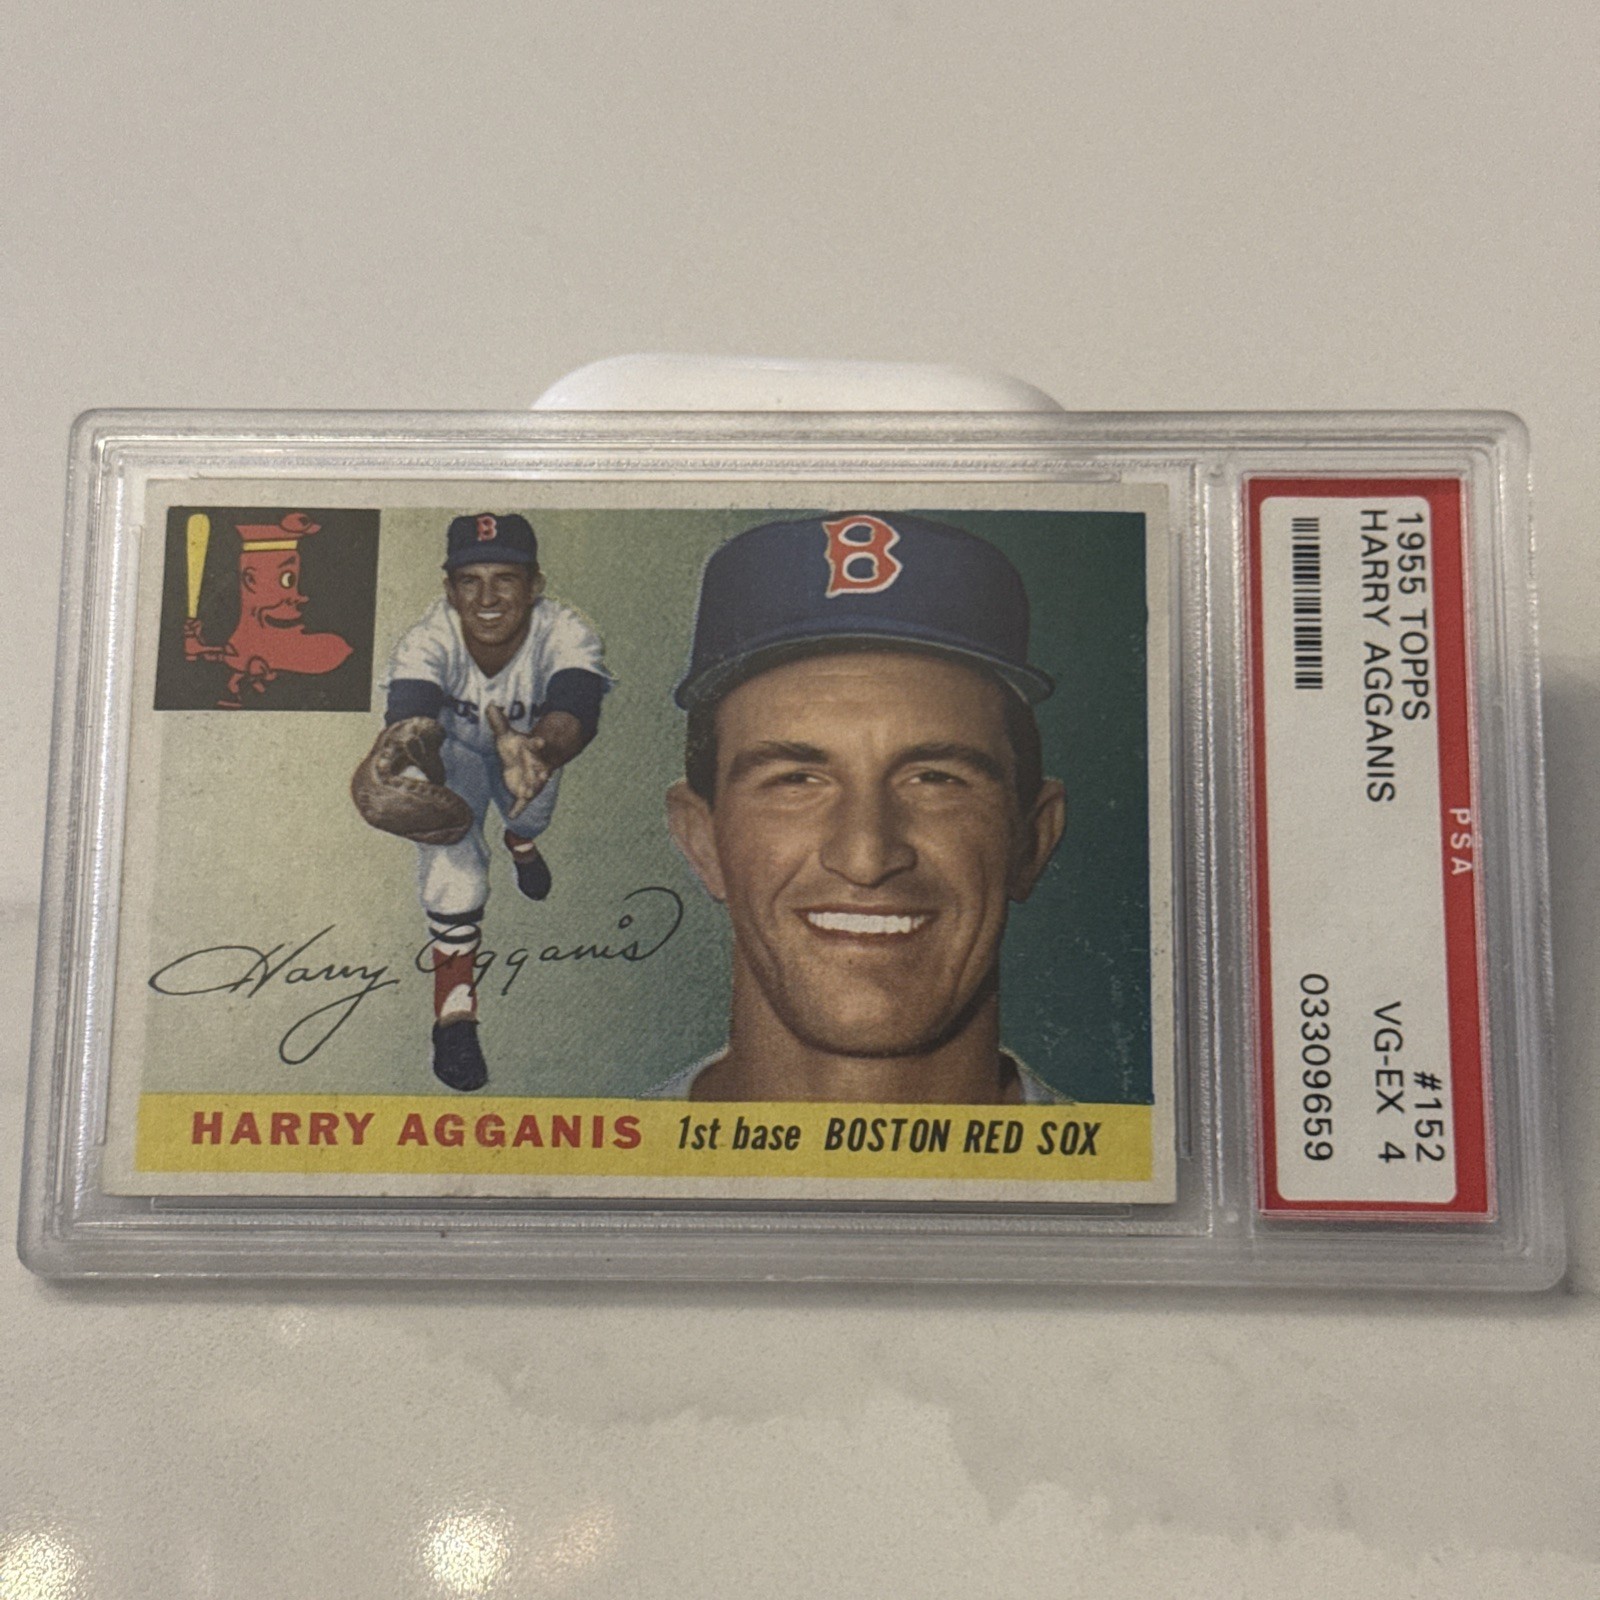 B
B
BOSTON
Harry Agganis
HARRY AGGANIS 1st base BOSTON RED SOX
1955 TOPPS #152
HARRY AGGANIS VG-EX 4
03309659
PSA